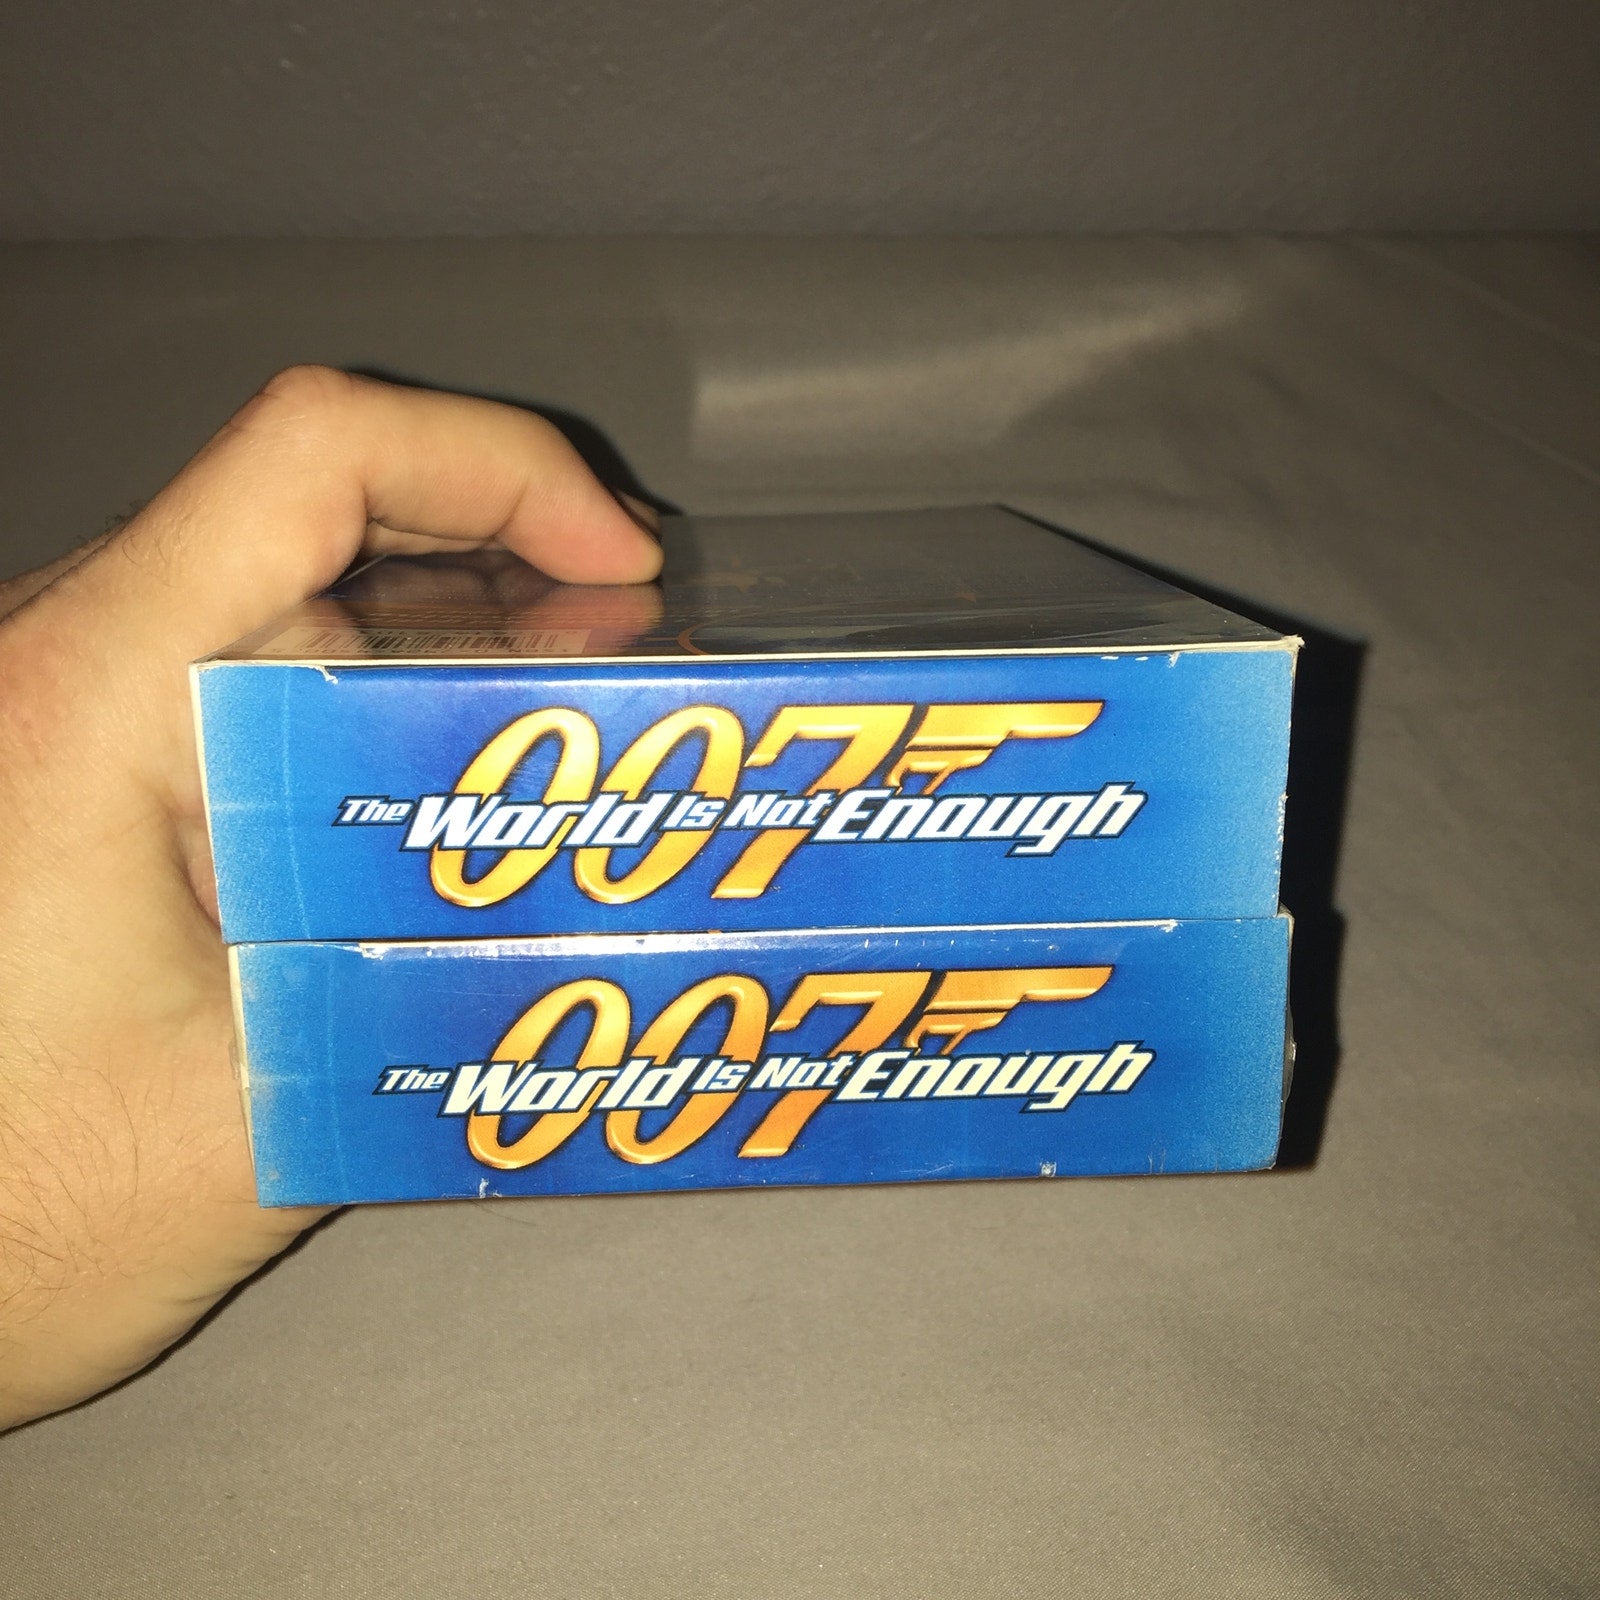 007
The World Is Not Enough
007
The World Is Not Enough